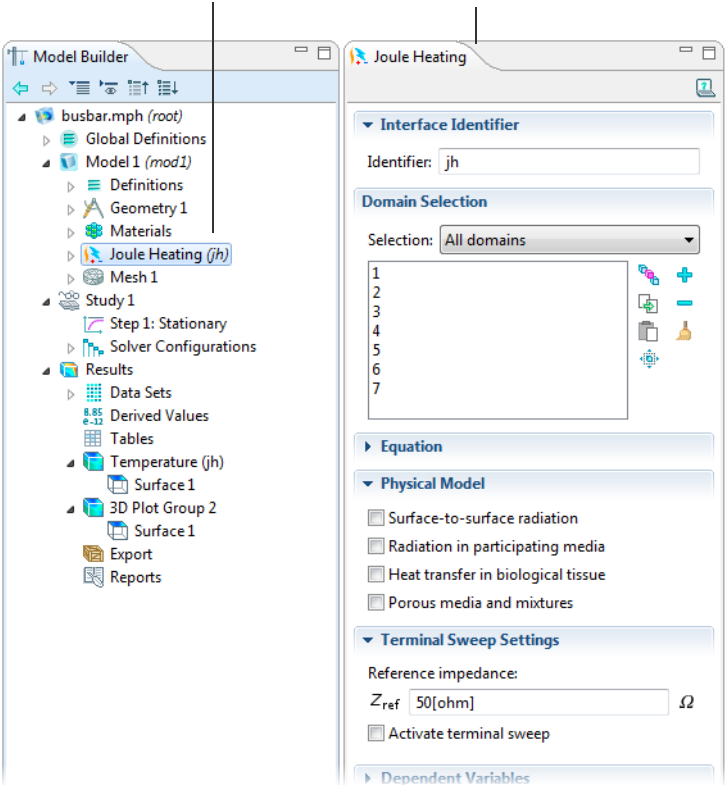 Model Builder
busbar.mph (root)
Global Definitions
Model 1 (mod1)
Definitions
Geometry 1
Materials
Joule Heating (jh)
Mesh 1
Study 1
Step 1: Stationary
Solver Configurations
Results
Data Sets
8.85
e-12
Derived Values
Tables
Temperature (jh)
Surface 1
3D Plot Group 2
Surface 1
Export
Reports
Joule Heating
Interface Identifier
Identifier: jh
Domain Selection
Selection: All domains
1
2
3
4
5
6
7
Equation
Physical Model
Surface-to-surface radiation
Radiation in participating media
Heat transfer in biological tissue
Porous media and mixtures
Terminal Sweep Settings
Reference impedance:
Zref 50[ohm] Ω
Activate terminal sweep
Dependent Variables